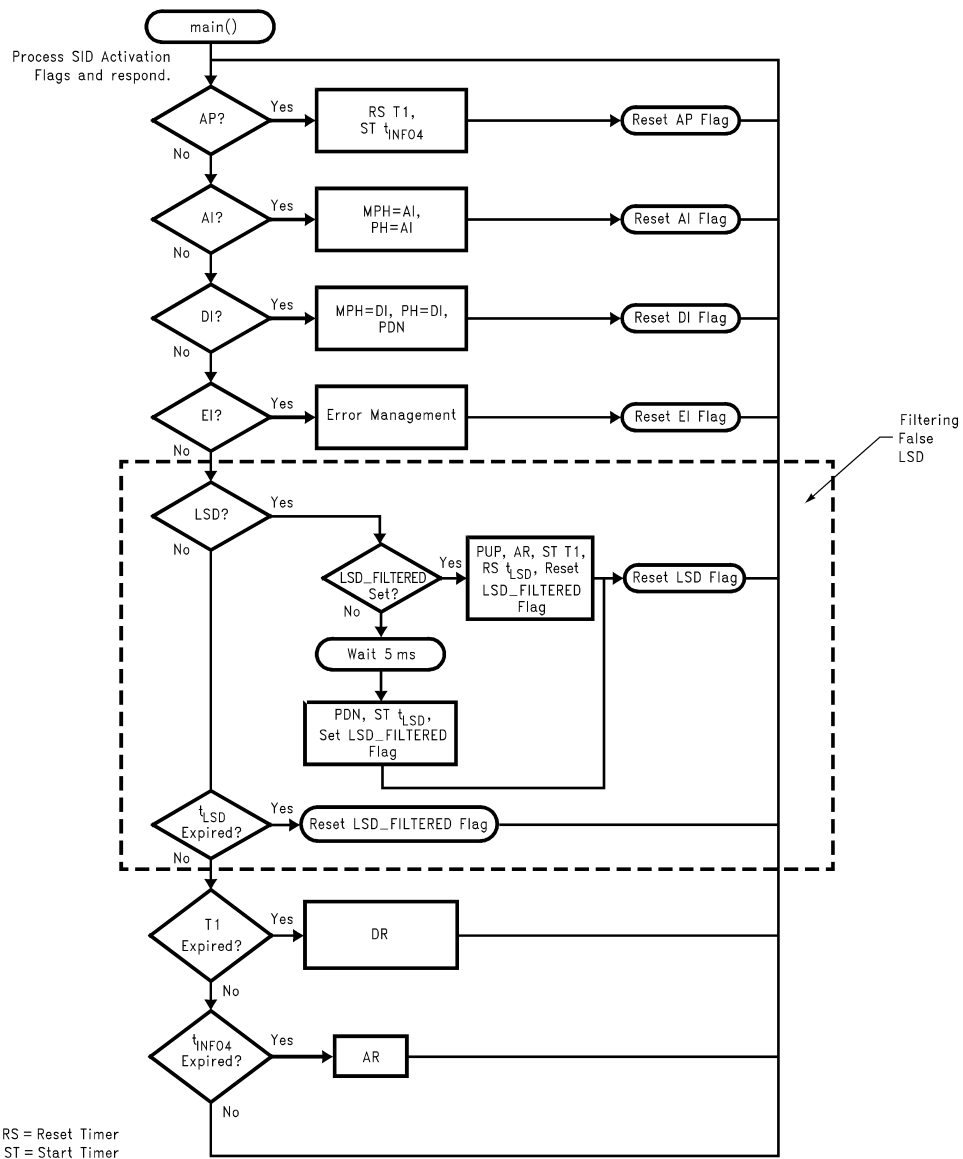 main()
Process SID Activation
Flags and respond.
AP?
Yes
No
RS T1,
ST tINFO4
Reset AP Flag
AI?
Yes
No
MPH=AI,
PH=AI
Reset AI Flag
DI?
Yes
No
MPH=DI, PH=DI,
PDN
Reset DI Flag
EI?
Yes
No
Error Management
Reset EI Flag
Filtering
False
LSD
LSD?
Yes
No
LSD_FILTERED
Set?
Yes
No
PUP, AR, ST T1,
RS tLSD, Reset
LSD_FILTERED
Flag
Reset LSD Flag
Wait 5 ms
PDN, ST tLSD,
Set LSD_FILTERED
Flag
tLSD
Expired?
Yes
No
Reset LSD_FILTERED Flag
T1
Expired?
Yes
No
DR
tINFO4
Expired?
Yes
No
AR
RS = Reset Timer
ST = Start Timer